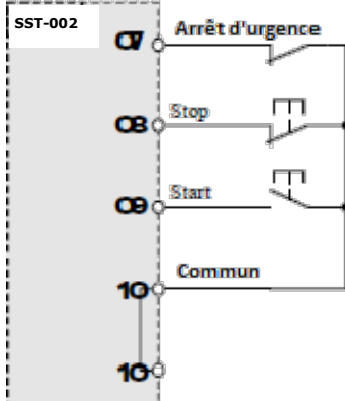 SST-002
07 Arrêt d'urgence
08 Stop
09 Start
10 Commun
10